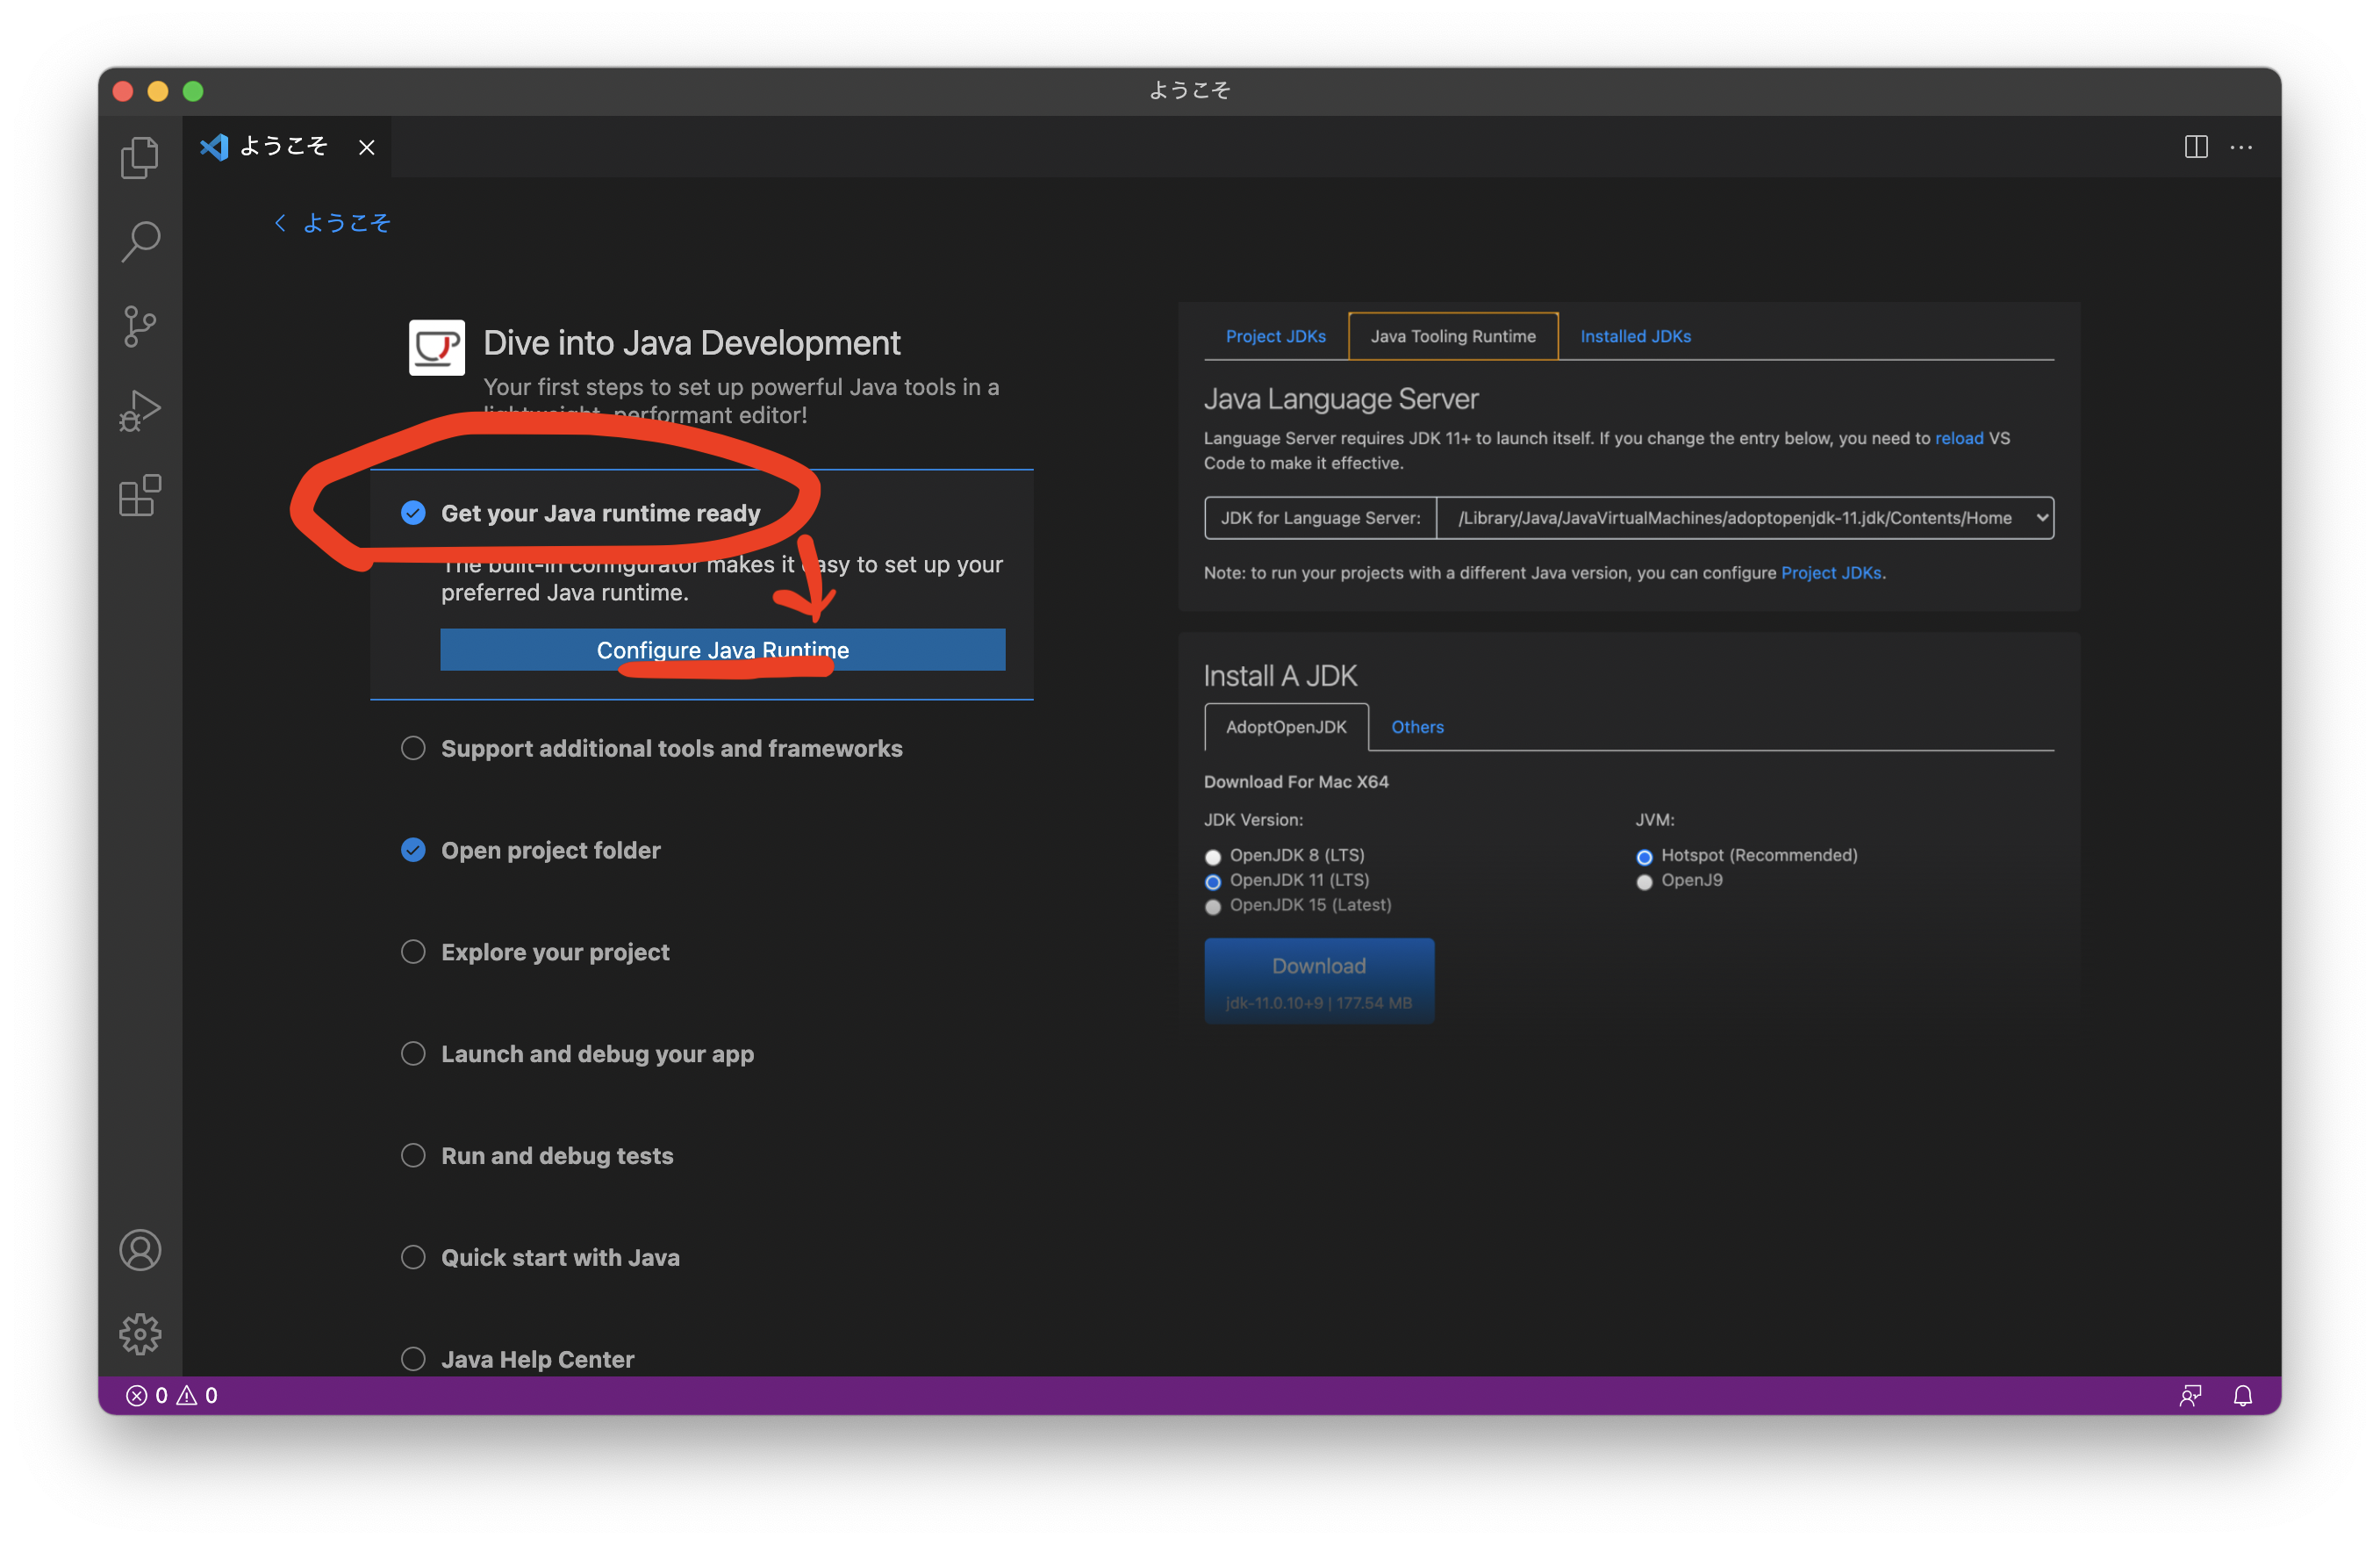 ようこそ
ようこそ
ようこそ
Dive into Java Development
Your first steps to set up powerful Java tools in a
lightweight, performant editor!
Get your Java runtime ready
The built-in configurator makes it easy to set up your
preferred Java runtime.
Configure Java Runtime
Support additional tools and frameworks
Open project folder
Explore your project
Launch and debug your app
Run and debug tests
Quick start with Java
Java Help Center
Project JDKs Java Tooling Runtime Installed JDKs
Java Language Server
Language Server requires JDK 11+ to launch itself. If you change the entry below, you need to reload VS
Code to make it effective.
JDK for Language Server: /Library/Java/JavaVirtualMachines/adoptopenjdk-11.jdk/Contents/Home
Note: to run your projects with a different Java version, you can configure Project JDKs.
Install A JDK
AdoptOpenJDK Others
Download For Mac X64
JDK Version:
OpenJDK 8 (LTS)
OpenJDK 11 (LTS)
OpenJDK 15 (Latest)
JVM:
Hotspot (Recommended)
OpenJ9
Download
jdk-11.0.10+9 | 177.54 MB
0 0